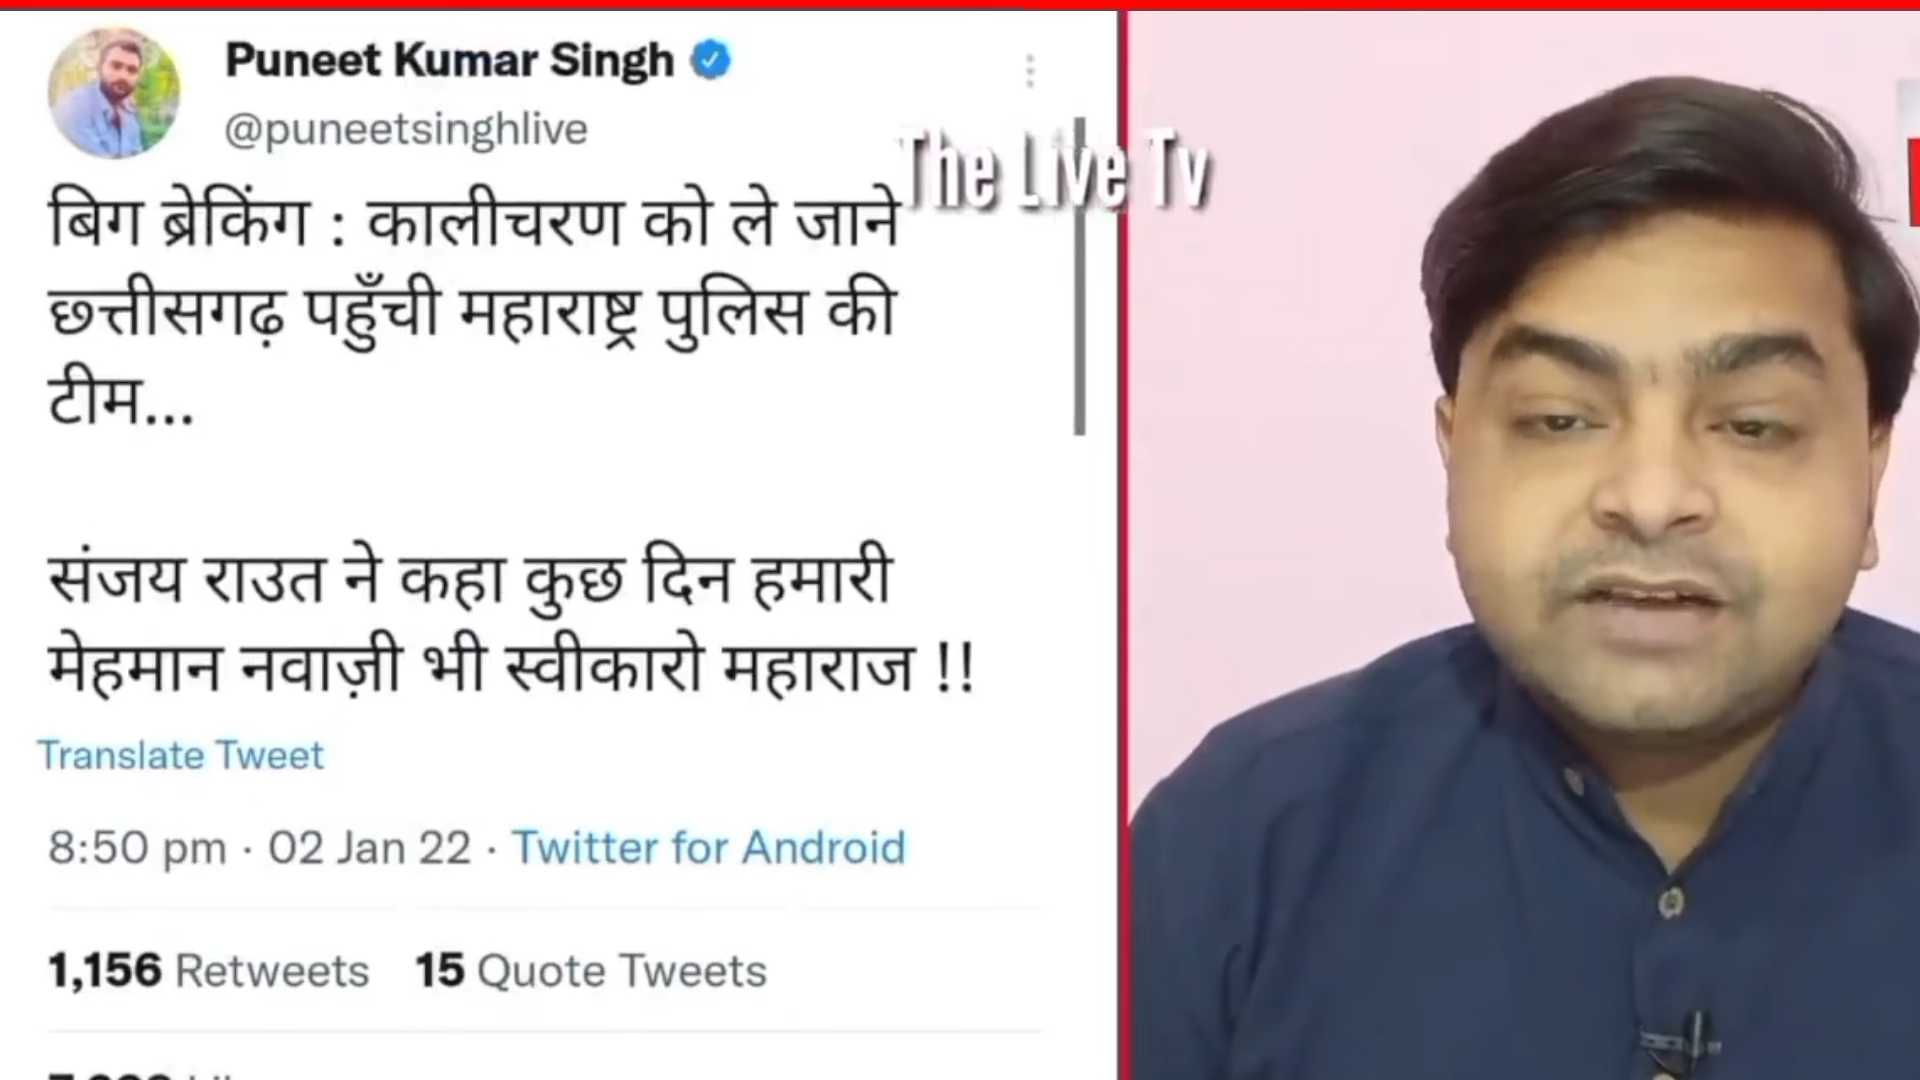 Puneet Kumar Singh
@puneetsinghlive
The Live Tv
बिग ब्रेकिंग : कालीचरण को ले जाने
छत्तीसगढ़ पहुँची महाराष्ट्र पुलिस की
टीम...
संजय राउत ने कहा कुछ दिन हमारी
मेहमान नवाज़ी भी स्वीकारो महाराज !!
Translate Tweet
8:50 pm · 02 Jan 22 · Twitter for Android
1,156 Retweets 15 Quote Tweets